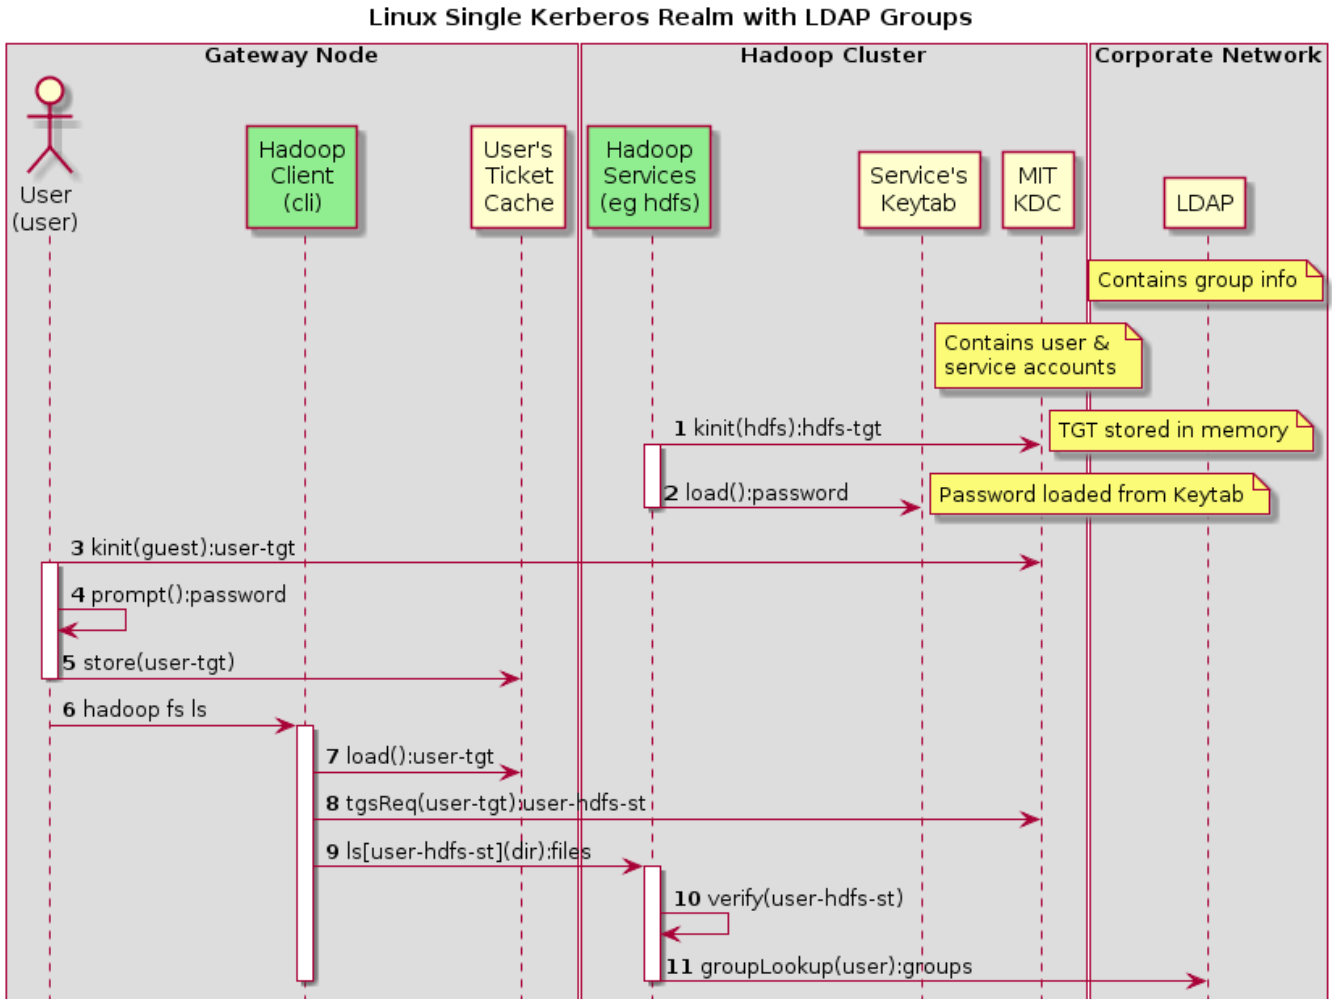 Linux Single Kerberos Realm with LDAP Groups
Gateway Node
Hadoop Cluster
Corporate Network
User
(user)
Hadoop
Client
(cli)
User's
Ticket
Cache
Hadoop
Services
(eg hdfs)
Service's
Keytab
MIT
KDC
LDAP
Contains group info
Contains user &
service accounts
1 kinit(hdfs):hdfs-tgt
TGT stored in memory
2 load():password
Password loaded from Keytab
3 kinit(guest):user-tgt
4 prompt():password
5 store(user-tgt)
6 hadoop fs ls
7 load():user-tgt
8 tgsReq(user-tgt):user-hdfs-st
9 ls[user-hdfs-st](dir):files
10 verify(user-hdfs-st)
11 groupLookup(user):groups